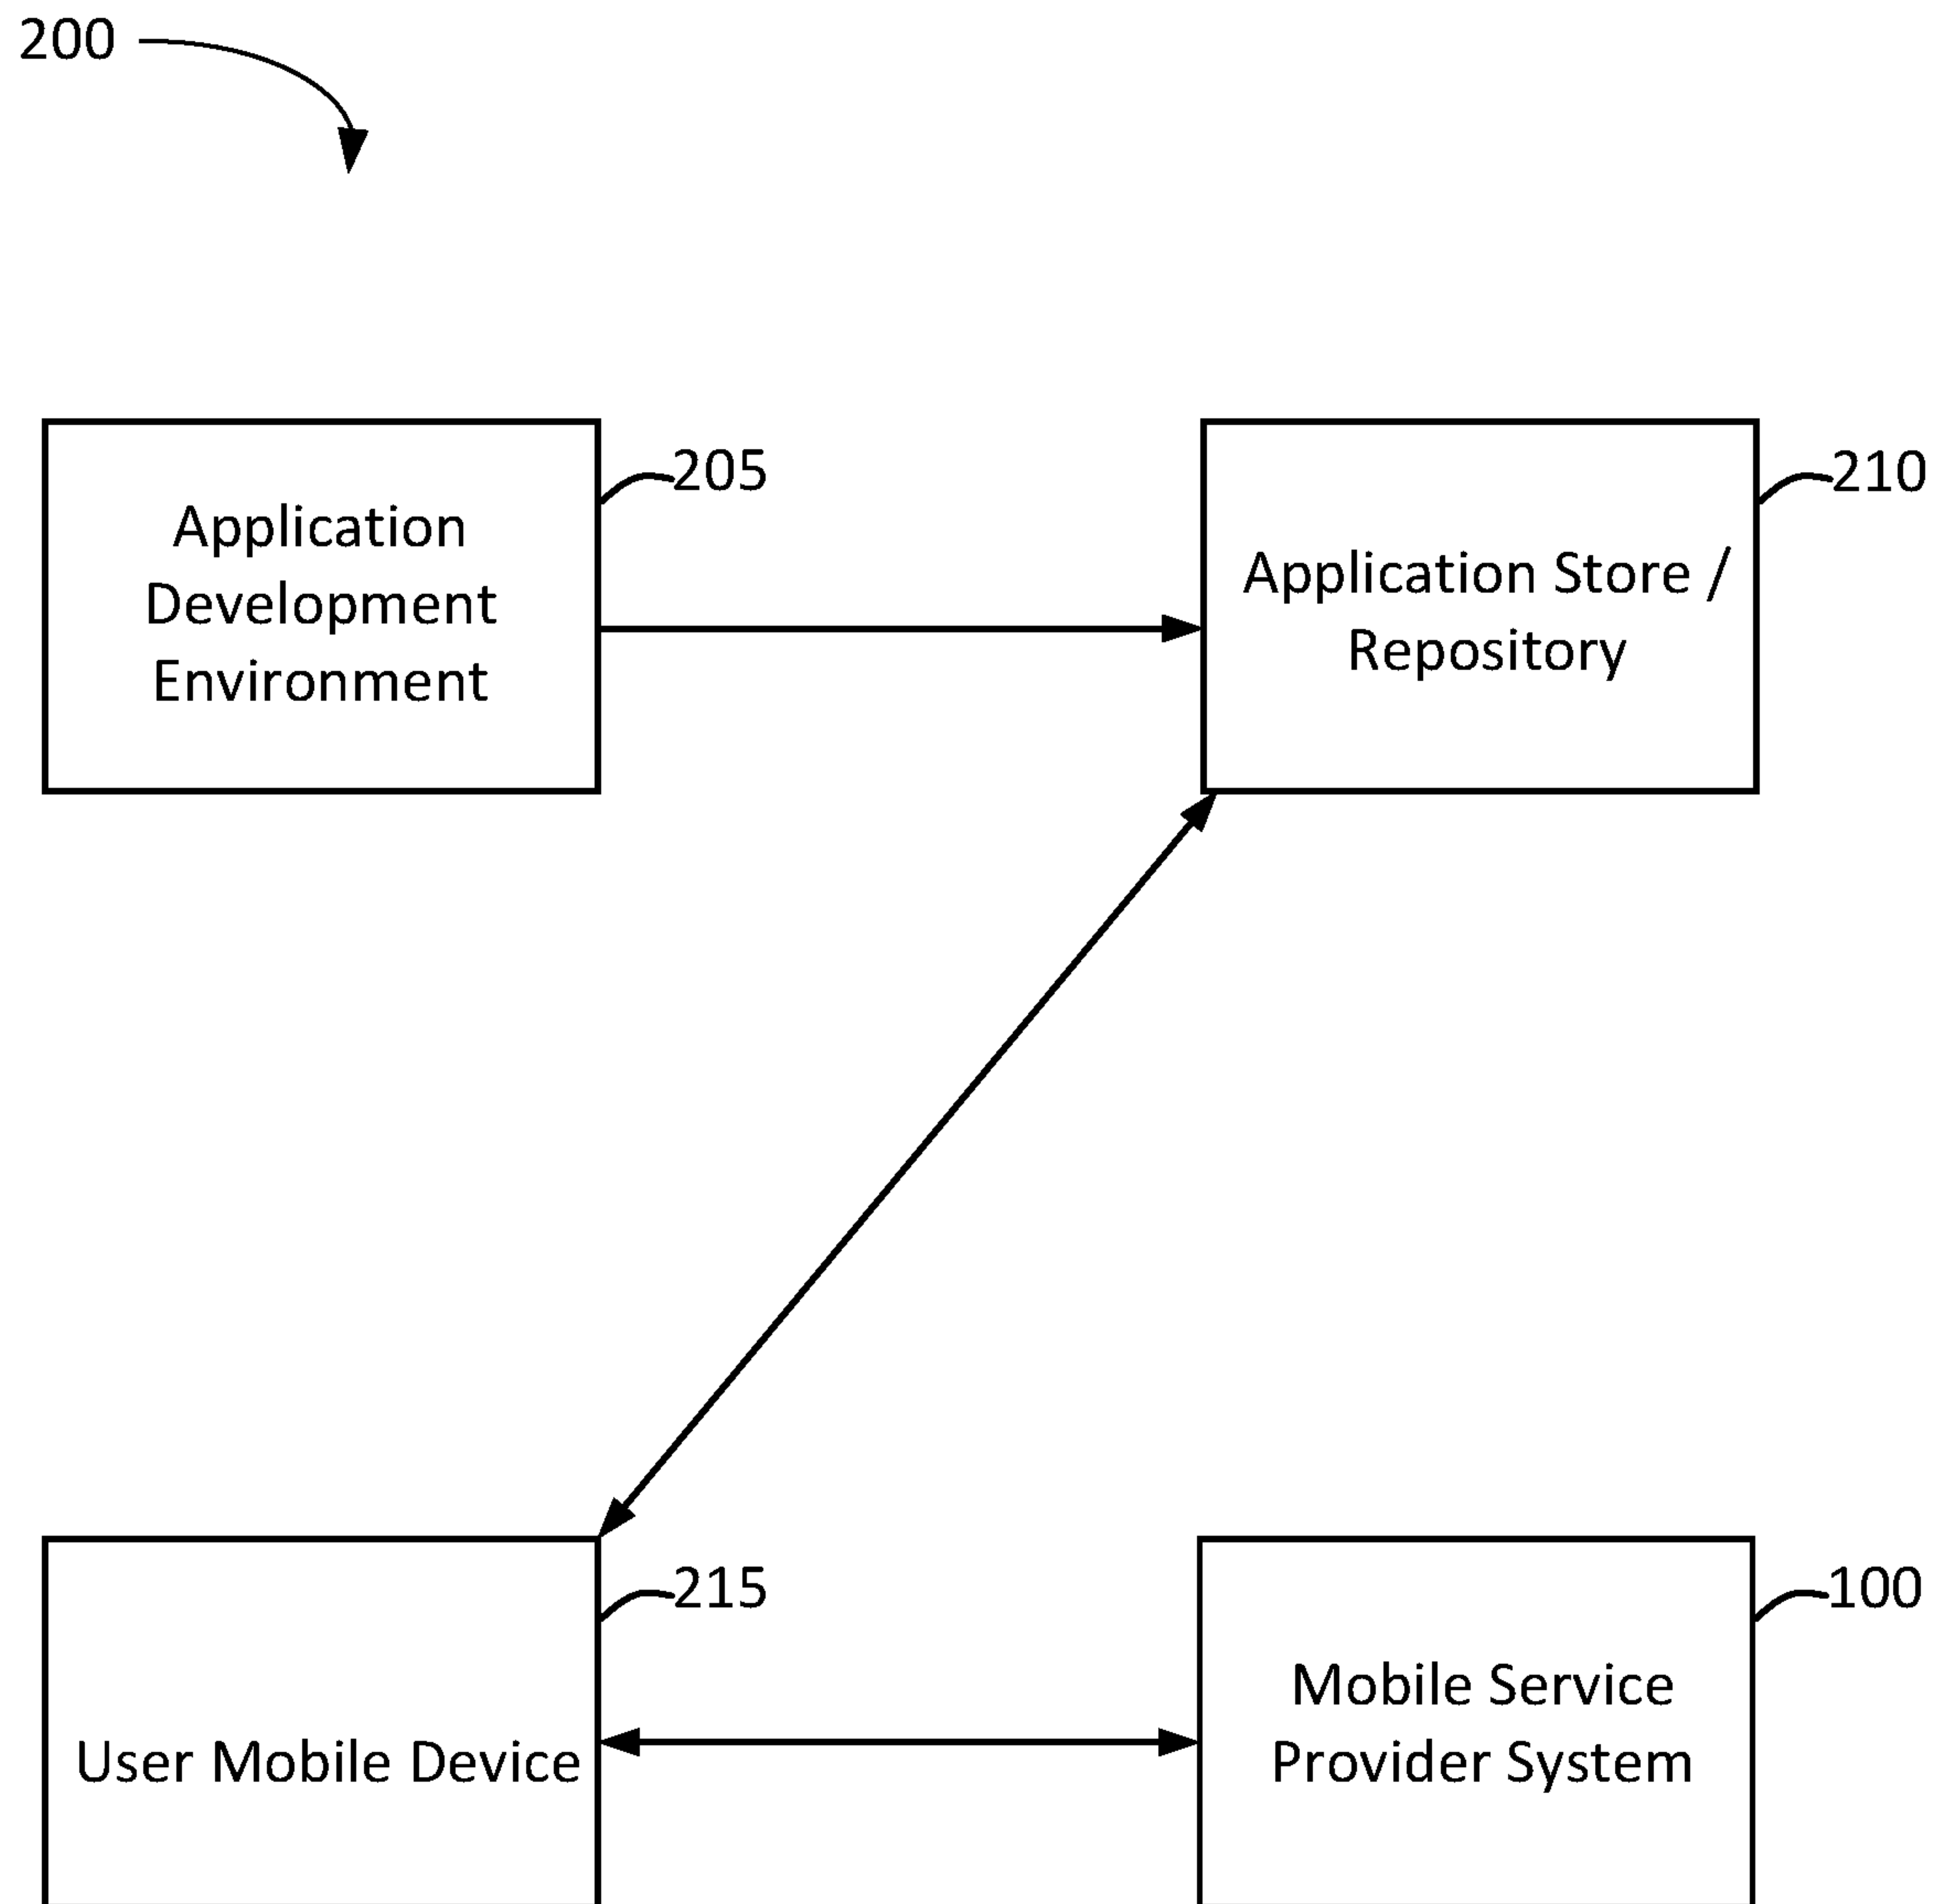 200
Application
Development
Environment
205
Application Store /
Repository
210
User Mobile Device
215
Mobile Service
Provider System
100